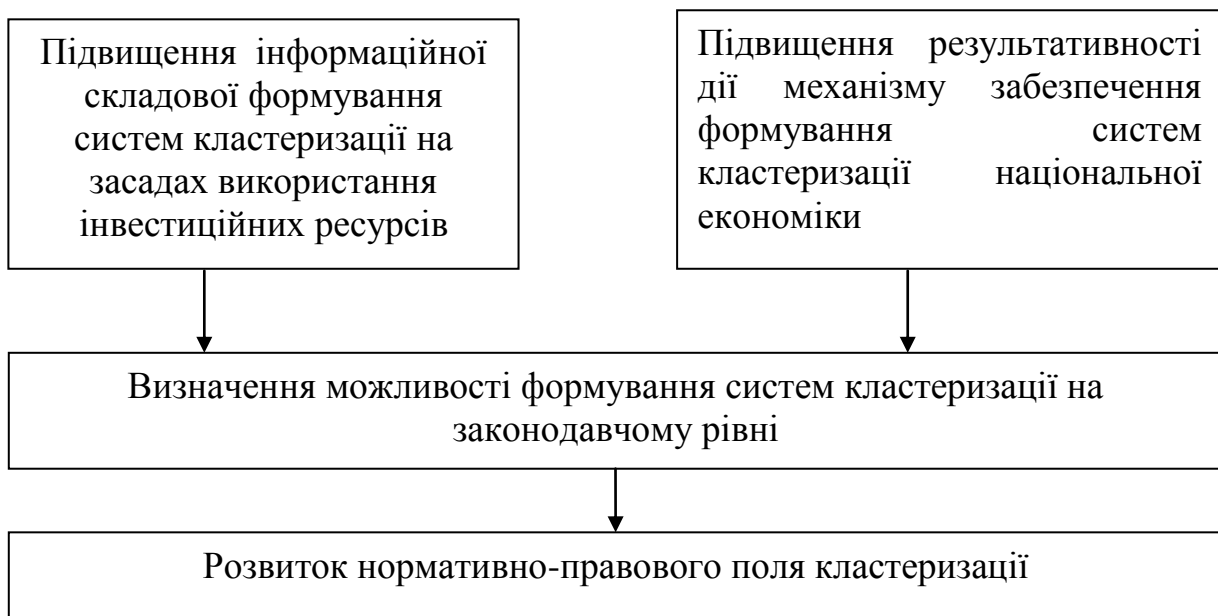 Підвищення інформаційної
складової формування
систем кластеризації на
засадах використання
інвестиційних ресурсів
Підвищення результативності
дії механізму забезпечення
формування систем
кластеризації національної
економіки
Визначення можливості формування систем кластеризації на
законодавчому рівні
Розвиток нормативно-правового поля кластеризації